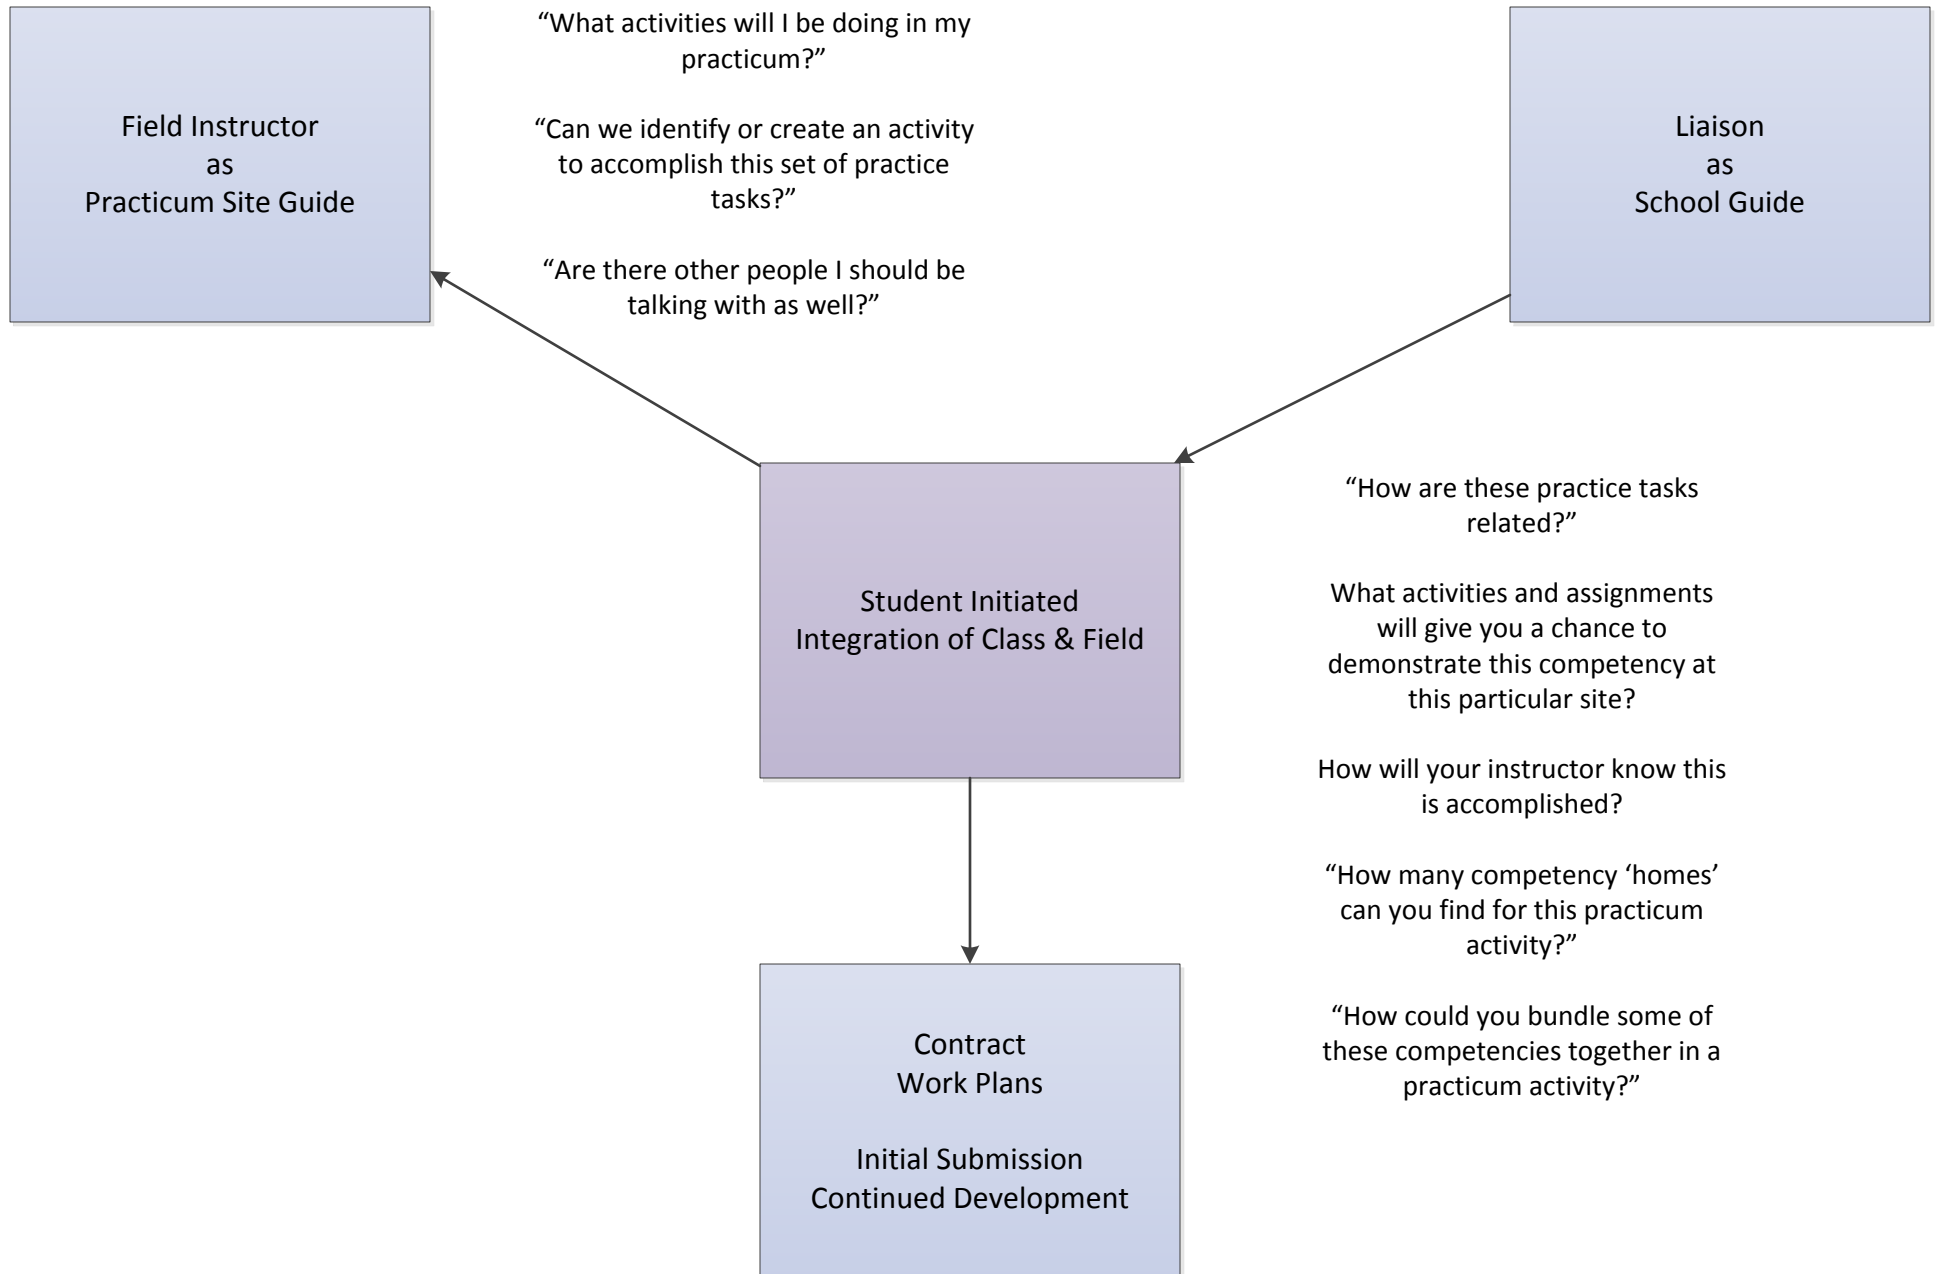 Field Instructor
as
Practicum Site Guide
“What activities will I be doing in my
practicum?”
“Can we identify or create an activity
to accomplish this set of practice
tasks?”
“Are there other people I should be
talking with as well?”
Liaison
as
School Guide
Student Initiated
Integration of Class & Field
“How are these practice tasks
related?”
What activities and assignments
will give you a chance to
demonstrate this competency at
this particular site?
How will your instructor know this
is accomplished?
“How many competency ‘homes’
can you find for this practicum
activity?”
“How could you bundle some of
these competencies together in a
practicum activity?”
Contract
Work Plans
Initial Submission
Continued Development